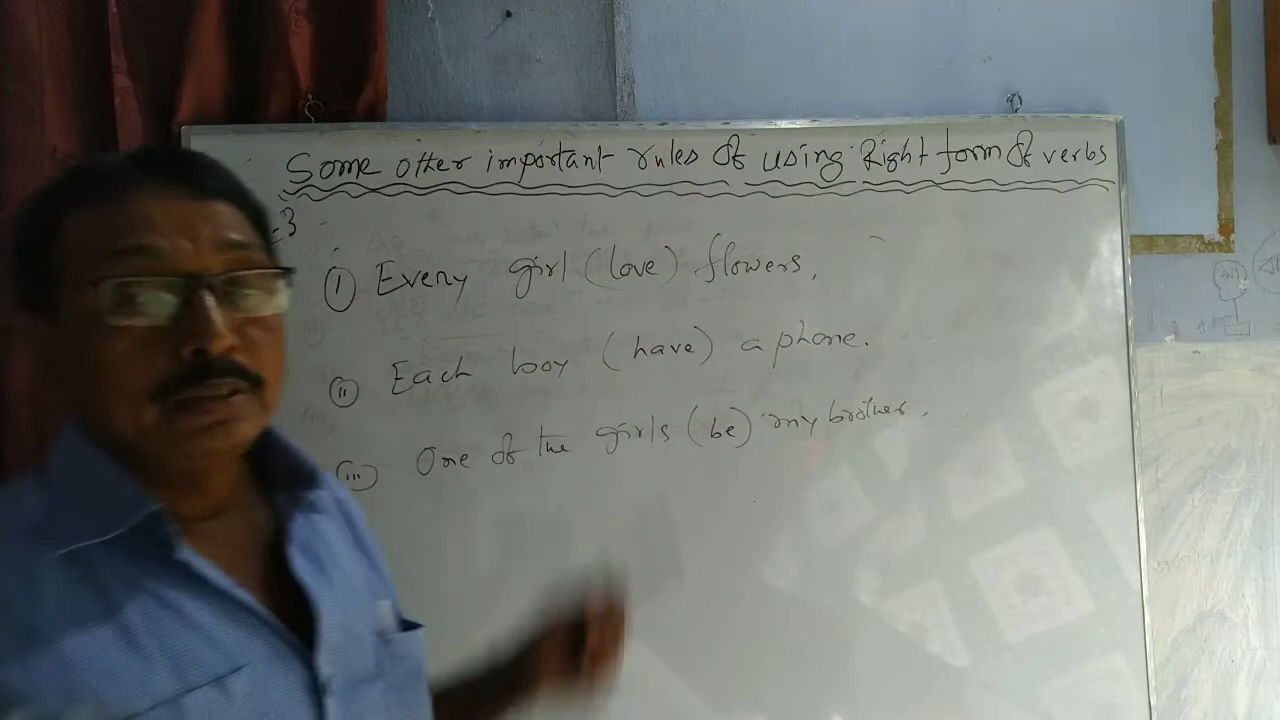 Some other important rules of using Right form of verbs
-3
(i) Every girl (love) flowers.
(ii) Each boy (have) a phone.
(iii) One of the girls (be) my brother.